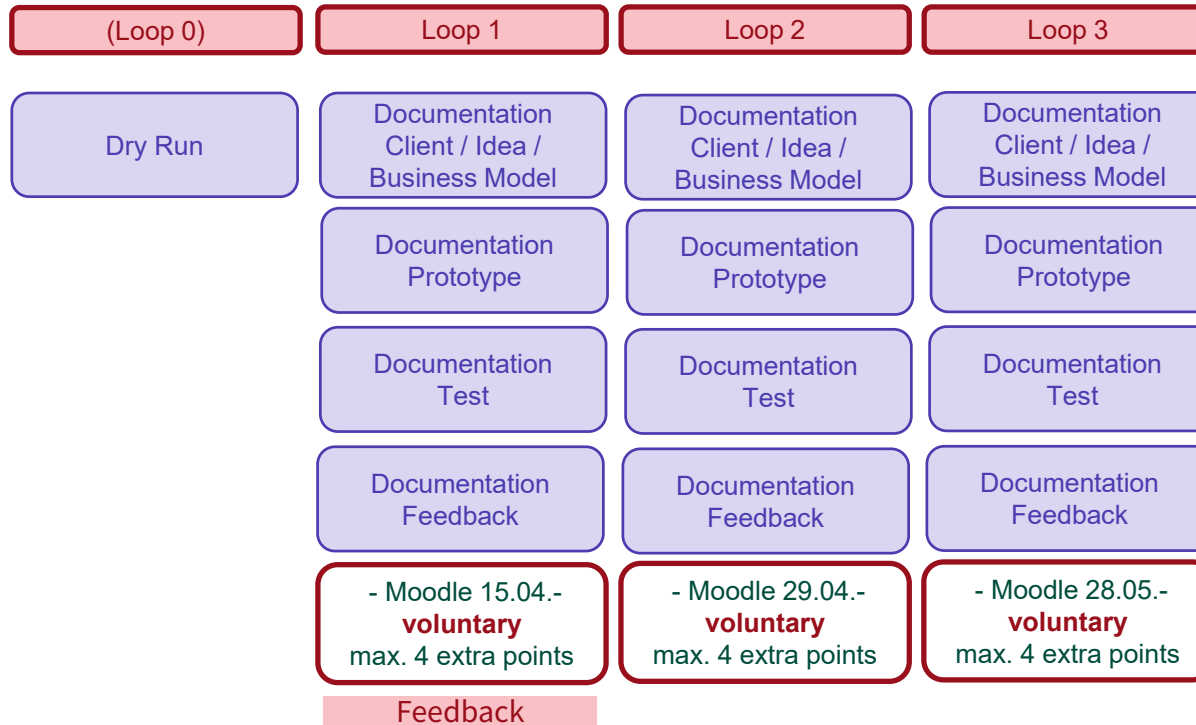 (Loop 0)
Loop 1
Loop 2
Loop 3
Dry Run
Documentation
Client / Idea /
Business Model
Documentation
Client / Idea /
Business Model
Documentation
Client / Idea /
Business Model
Documentation
Prototype
Documentation
Prototype
Documentation
Prototype
Documentation
Test
Documentation
Test
Documentation
Test
Documentation
Feedback
Documentation
Feedback
Documentation
Feedback
- Moodle 15.04.-
voluntary
max. 4 extra points
- Moodle 29.04.-
voluntary
max. 4 extra points
- Moodle 28.05.-
voluntary
max. 4 extra points
Feedback